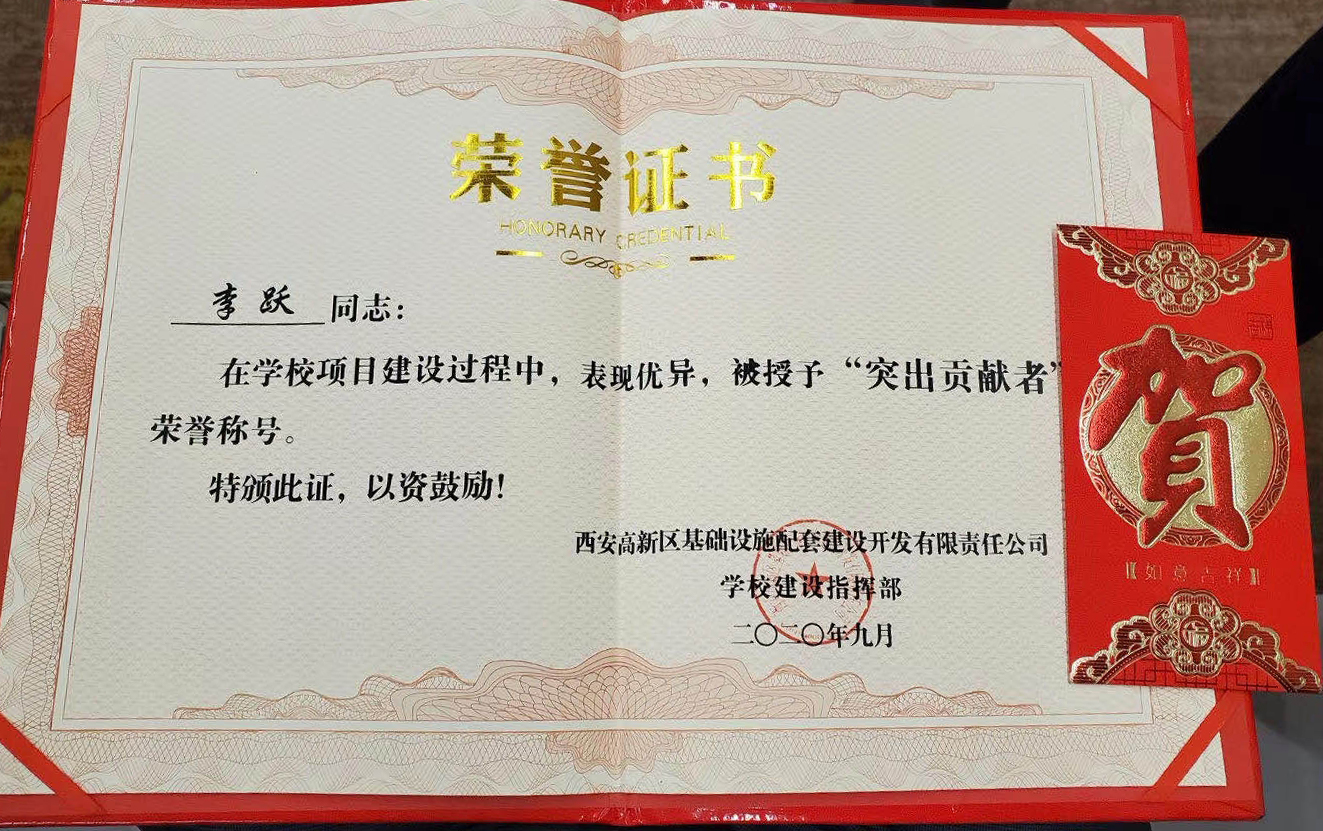 荣誉证书
HONORARY CREDENTIAL
李跃 同志：
在学校项目建设过程中，表现优异，被授予“突出贡献者”
荣誉称号。
特颁此证，以资鼓励！
西安高新区基础设施配套建设开发有限责任公司
学校建设指挥部
二〇二〇年九月
賀
如意吉祥